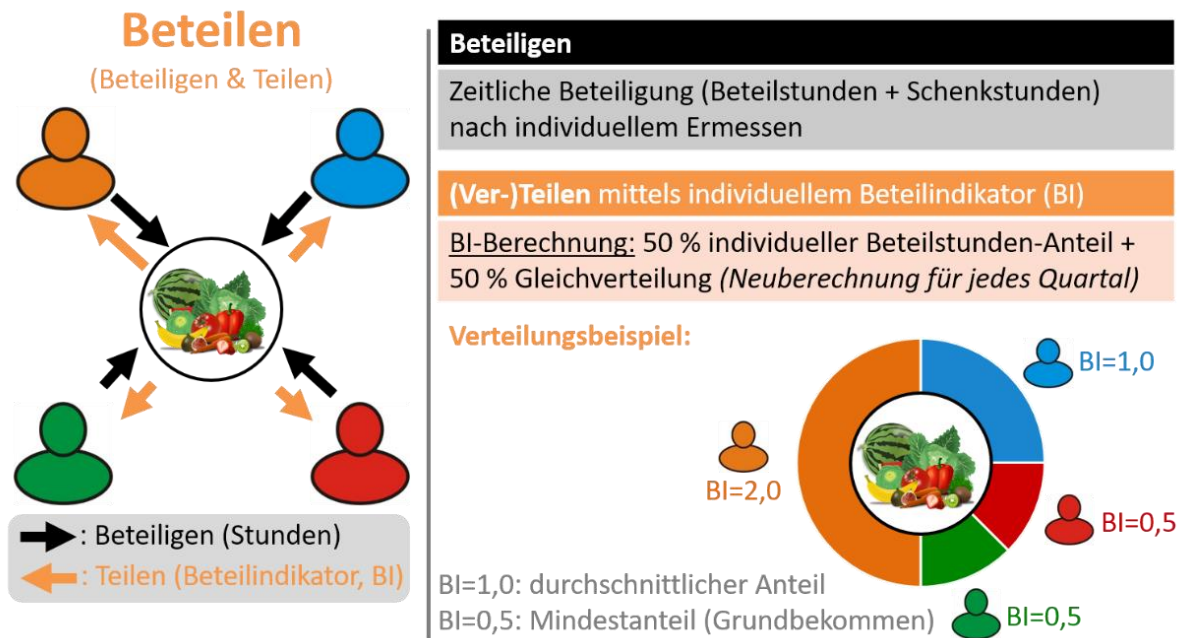 Beteilen
(Beteiligen & Teilen)
: Beteiligen (Stunden)
: Teilen (Beteilindikator, BI)
Beteiligen
Zeitliche Beteiligung (Beteilstunden + Schenkstunden)
nach individuellem Ermessen
(Ver-)Teilen mittels individuellem Beteilindikator (BI)
BI-Berechnung: 50 % individueller Beteilstunden-Anteil +
50 % Gleichverteilung (Neuberechnung für jedes Quartal)
Verteilungsbeispiel:
BI=1,0
BI=2,0
BI=0,5
BI=0,5
BI=1,0: durchschnittlicher Anteil
BI=0,5: Mindestanteil (Grundbekommen)